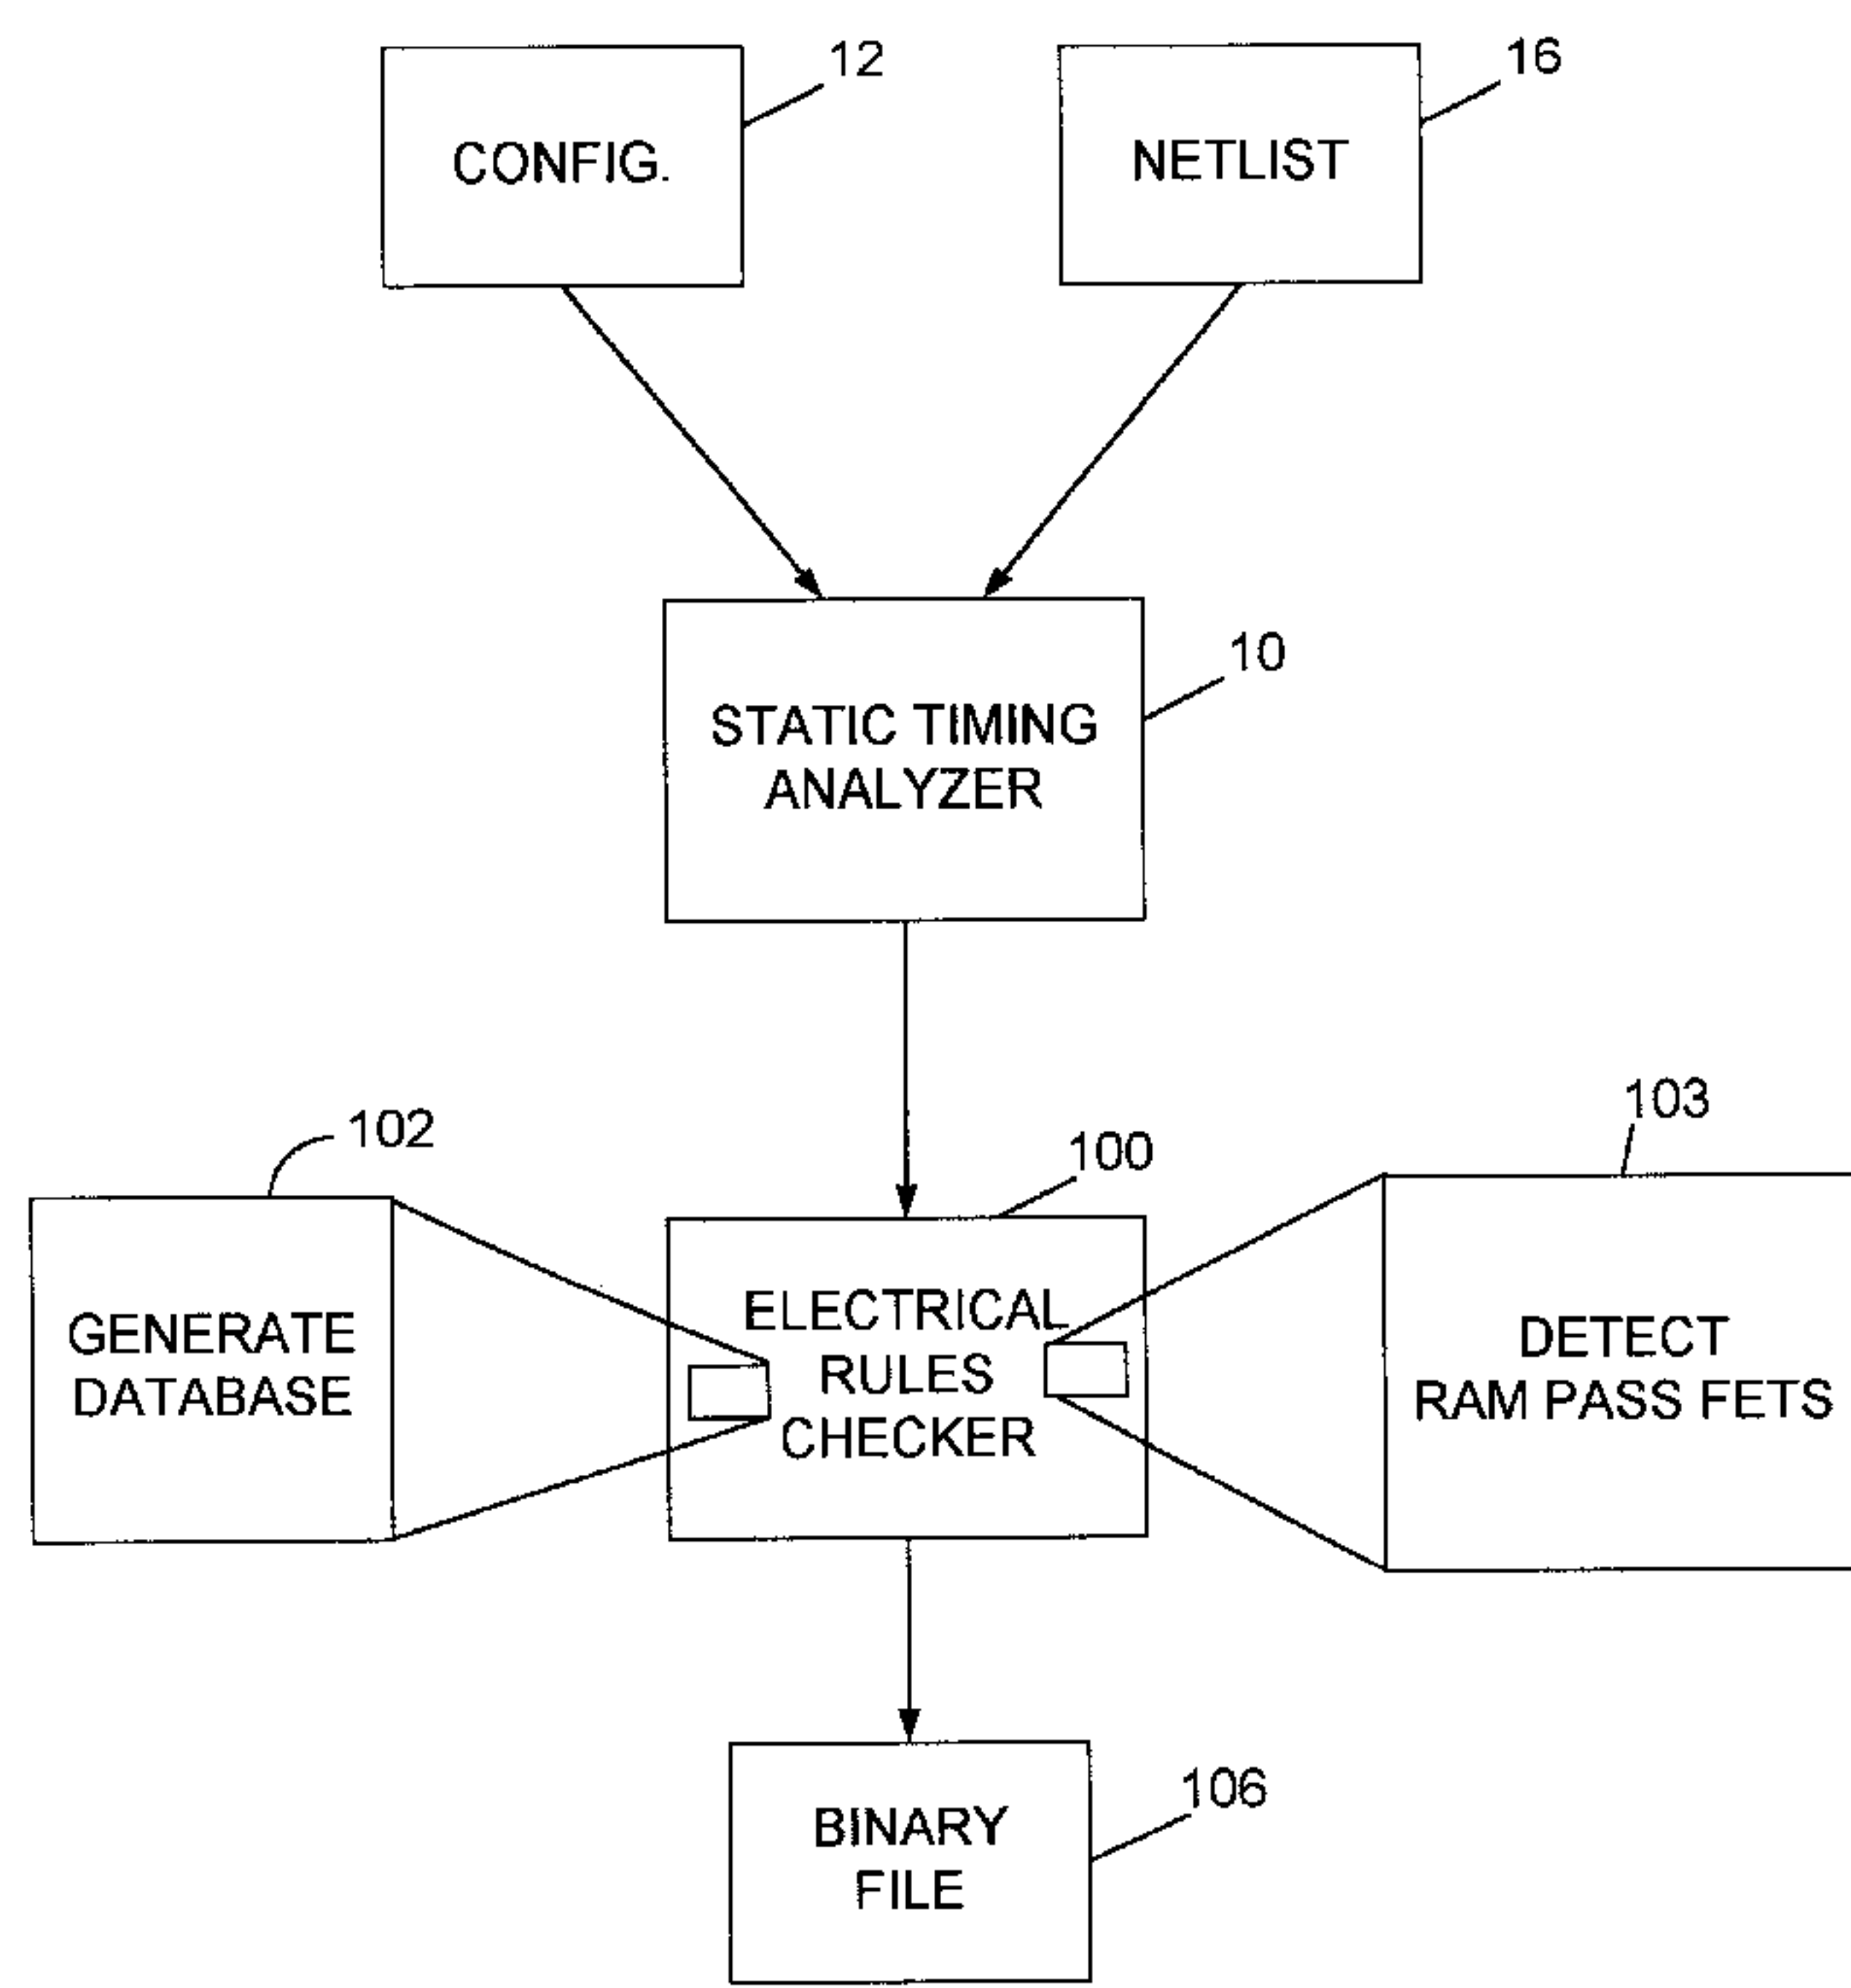 12
CONFIG.
16
NETLIST
10
STATIC TIMING
ANALYZER
102
GENERATE
DATABASE
100
ELECTRICAL
RULES
CHECKER
103
DETECT
RAM PASS FETS
106
BINARY
FILE